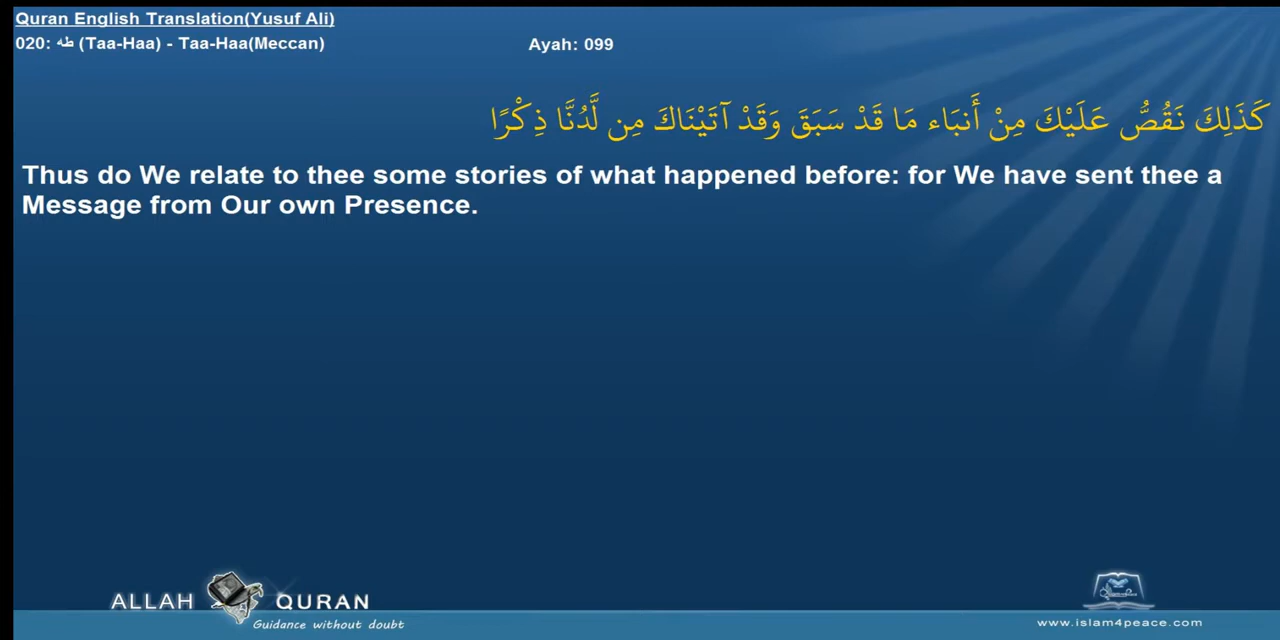 Quran English Translation(Yusuf Ali)
020: طه (Taa-Haa) - Taa-Haa(Meccan)
Ayah: 099
كَذَلِكَ نَقُصُّ عَلَيْكَ مِنْ أَنبَاء مَا قَدْ سَبَقَ وَقَدْ آتَيْنَاكَ مِن لَّدُنَّا ذِكْرًا
Thus do We relate to thee some stories of what happened before: for We have sent thee a
Message from Our own Presence.
ALLAH QURAN
Guidance without doubt
www.islam4peace.com